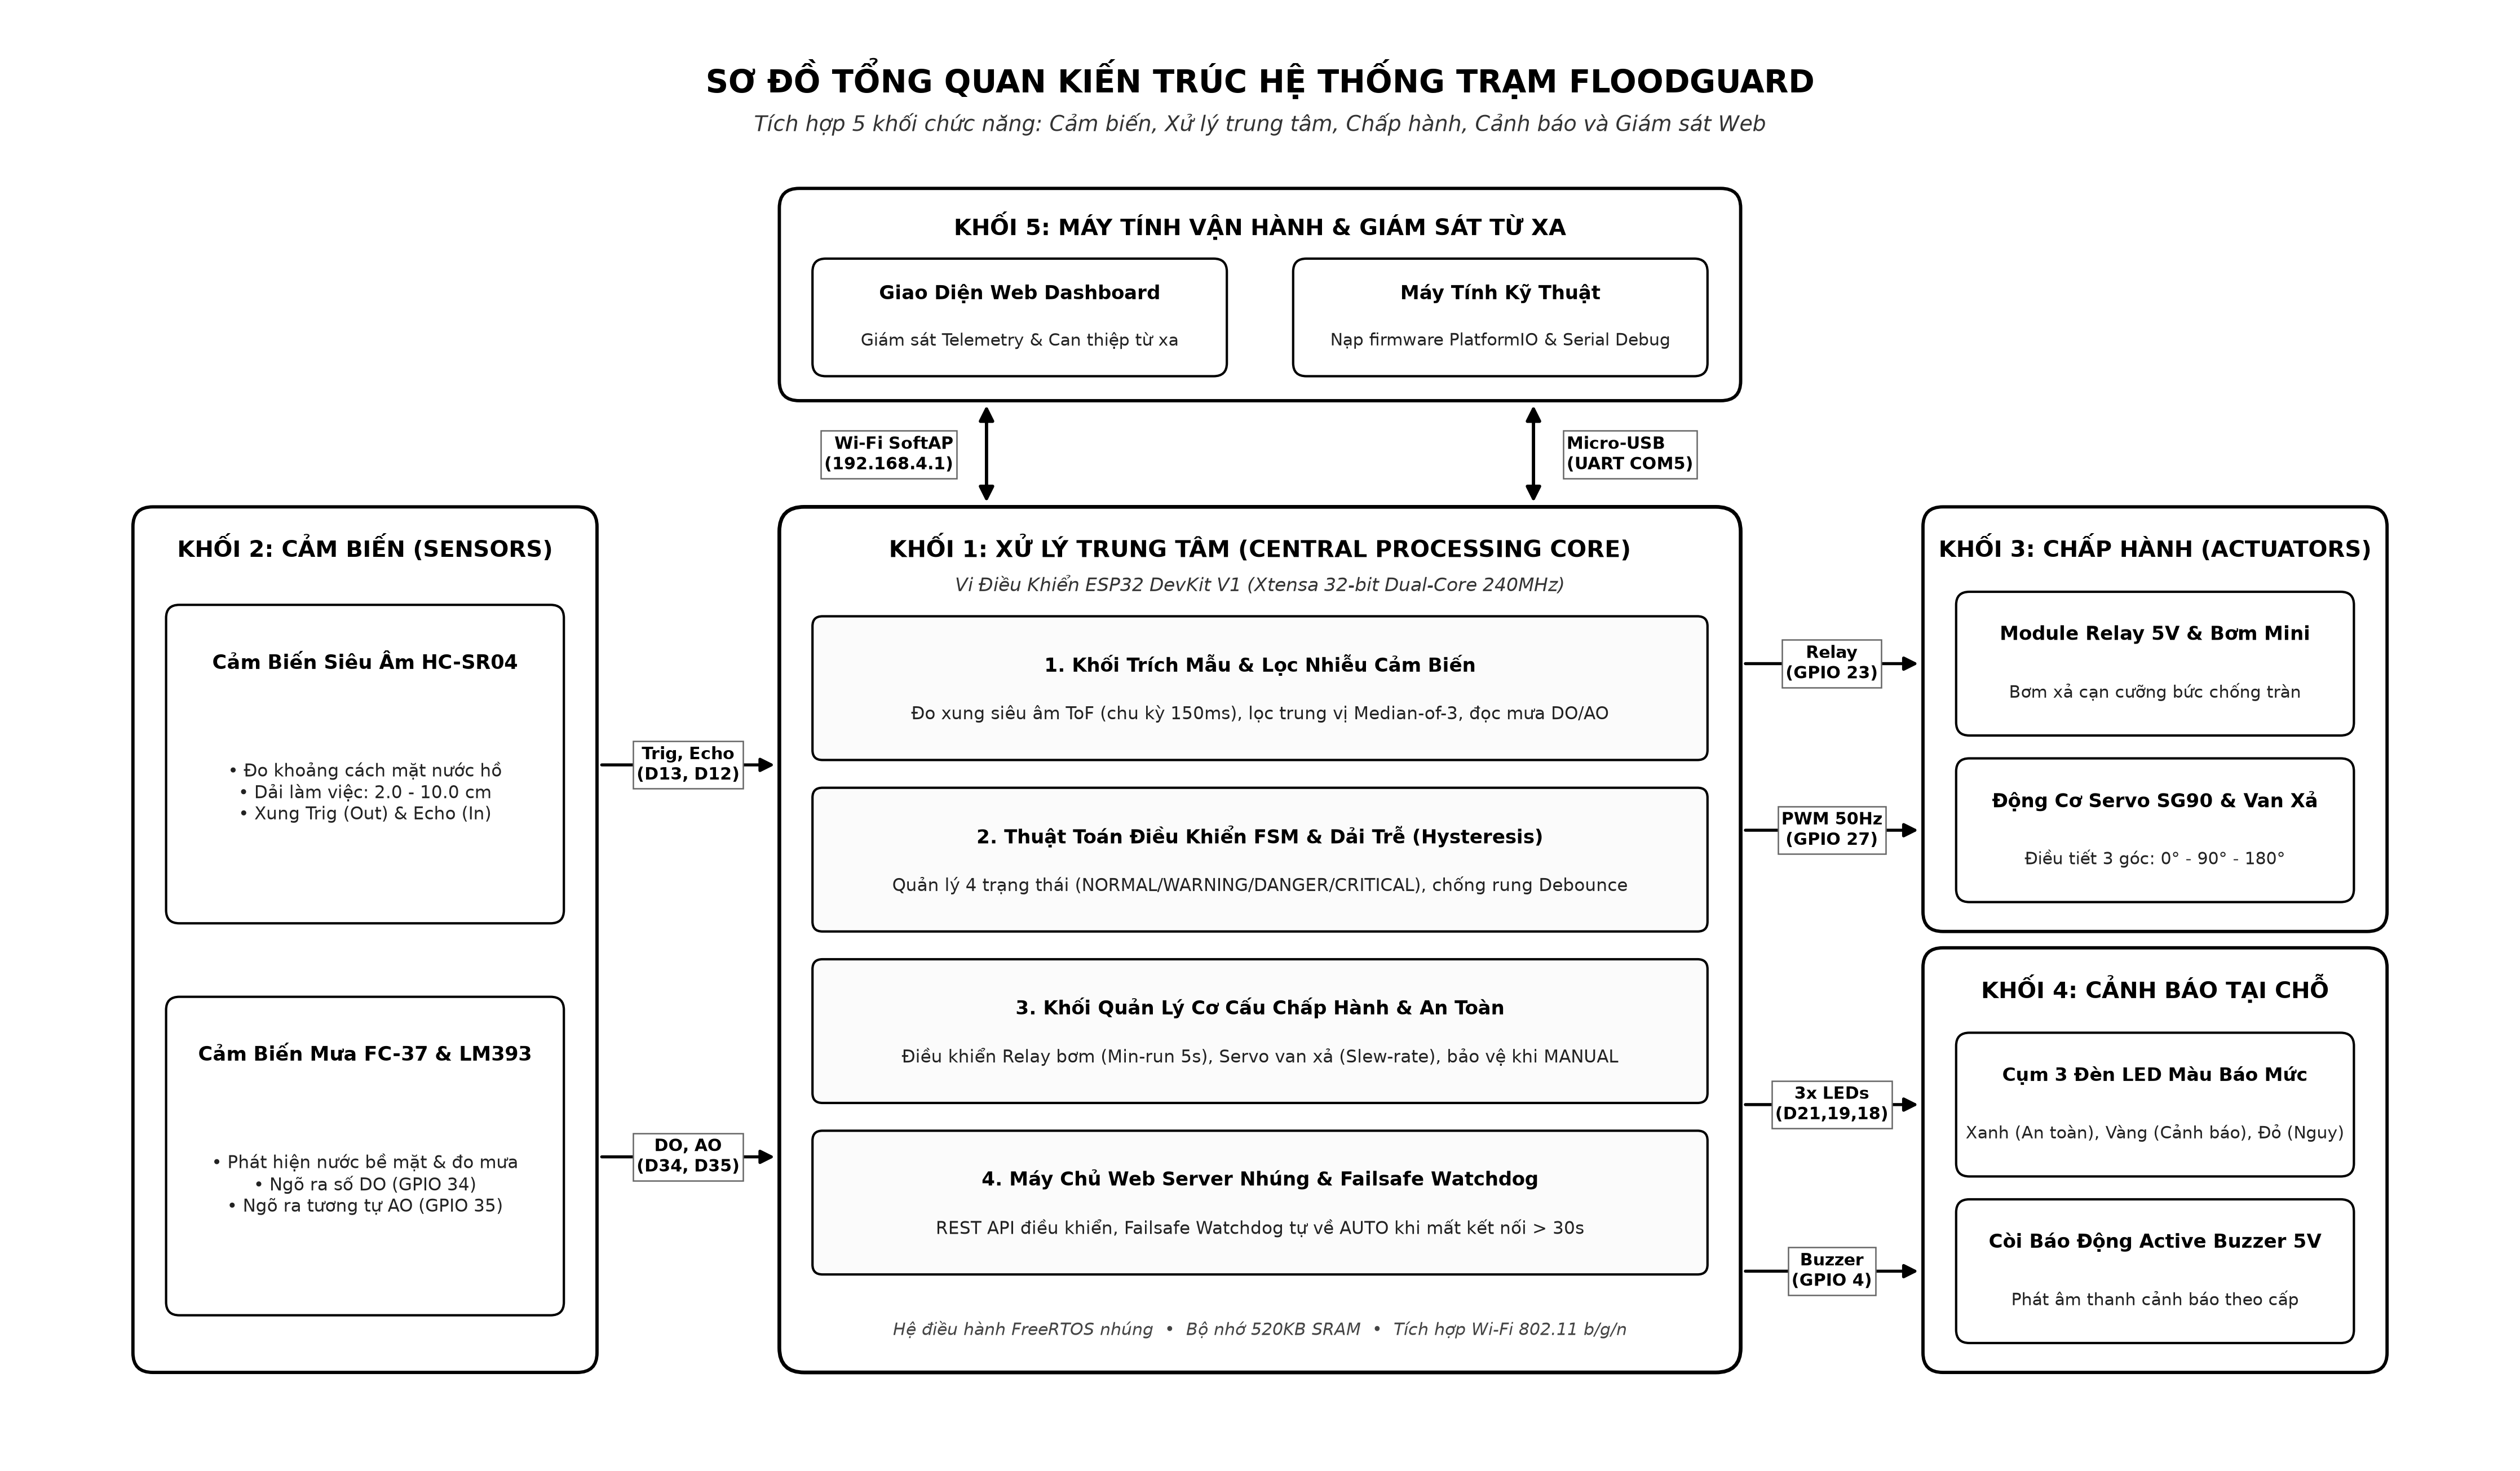 SƠ ĐỒ TỔNG QUAN KIẾN TRÚC HỆ THỐNG TRẠM FLOODGUARD
Tích hợp 5 khối chức năng: Cảm biến, Xử lý trung tâm, Chấp hành, Cảnh báo và Giám sát Web
KHỐI 5: MÁY TÍNH VẬN HÀNH & GIÁM SÁT TỪ XA
Giao Diện Web Dashboard
Giám sát Telemetry & Can thiệp từ xa
Máy Tính Kỹ Thuật
Nạp firmware PlatformIO & Serial Debug
Wi-Fi SoftAP
(192.168.4.1)
Micro-USB
(UART COM5)
KHỐI 2: CẢM BIẾN (SENSORS)
Cảm Biến Siêu Âm HC-SR04
• Đo khoảng cách mặt nước hồ
• Dải làm việc: 2.0 - 10.0 cm
• Xung Trig (Out) & Echo (In)
Cảm Biến Mưa FC-37 & LM393
• Phát hiện nước bề mặt & đo mưa
• Ngõ ra số DO (GPIO 34)
• Ngõ ra tương tự AO (GPIO 35)
Trig, Echo
(D13, D12)
DO, AO
(D34, D35)
KHỐI 1: XỬ LÝ TRUNG TÂM (CENTRAL PROCESSING CORE)
Vi Điều Khiển ESP32 DevKit V1 (Xtensa 32-bit Dual-Core 240MHz)
1. Khối Trích Mẫu & Lọc Nhiễu Cảm Biến
Đo xung siêu âm ToF (chu kỳ 150ms), lọc trung vị Median-of-3, đọc mưa DO/AO
2. Thuật Toán Điều Khiển FSM & Dải Trễ (Hysteresis)
Quản lý 4 trạng thái (NORMAL/WARNING/DANGER/CRITICAL), chống rung Debounce
3. Khối Quản Lý Cơ Cấu Chấp Hành & An Toàn
Điều khiển Relay bơm (Min-run 5s), Servo van xả (Slew-rate), bảo vệ khi MANUAL
4. Máy Chủ Web Server Nhúng & Failsafe Watchdog
REST API điều khiển, Failsafe Watchdog tự về AUTO khi mất kết nối > 30s
Hệ điều hành FreeRTOS nhúng • Bộ nhớ 520KB SRAM • Tích hợp Wi-Fi 802.11 b/g/n
Relay
(GPIO 23)
PWM 50Hz
(GPIO 27)
3x LEDs
(D21,19,18)
Buzzer
(GPIO 4)
KHỐI 3: CHẤP HÀNH (ACTUATORS)
Module Relay 5V & Bơm Mini
Bơm xả cạn cưỡng bức chống tràn
Động Cơ Servo SG90 & Van Xả
Điều tiết 3 góc: 0° - 90° - 180°
KHỐI 4: CẢNH BÁO TẠI CHỖ
Cụm 3 Đèn LED Màu Báo Mức
Xanh (An toàn), Vàng (Cảnh báo), Đỏ (Nguy)
Còi Báo Động Active Buzzer 5V
Phát âm thanh cảnh báo theo cấp